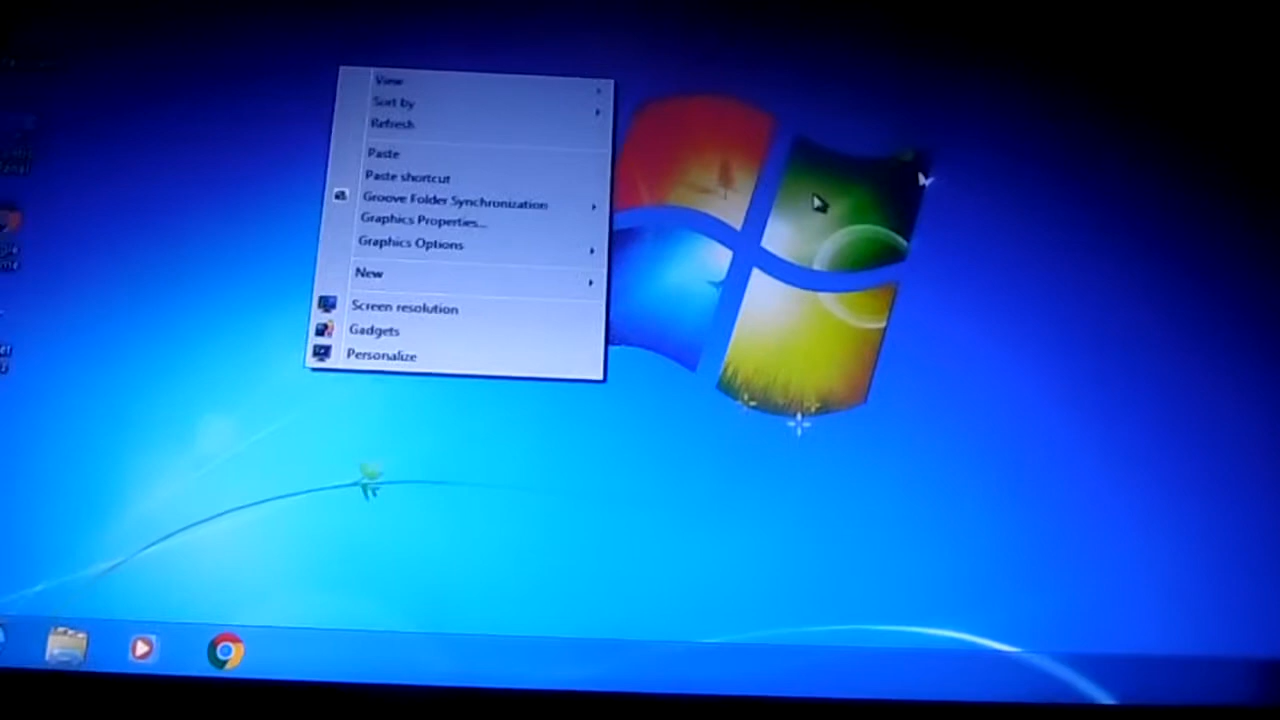 View
Sort by
Refresh
Paste
Paste shortcut
Groove Folder Synchronization
Graphics Properties...
Graphics Options
New
Screen resolution
Gadgets
Personalize